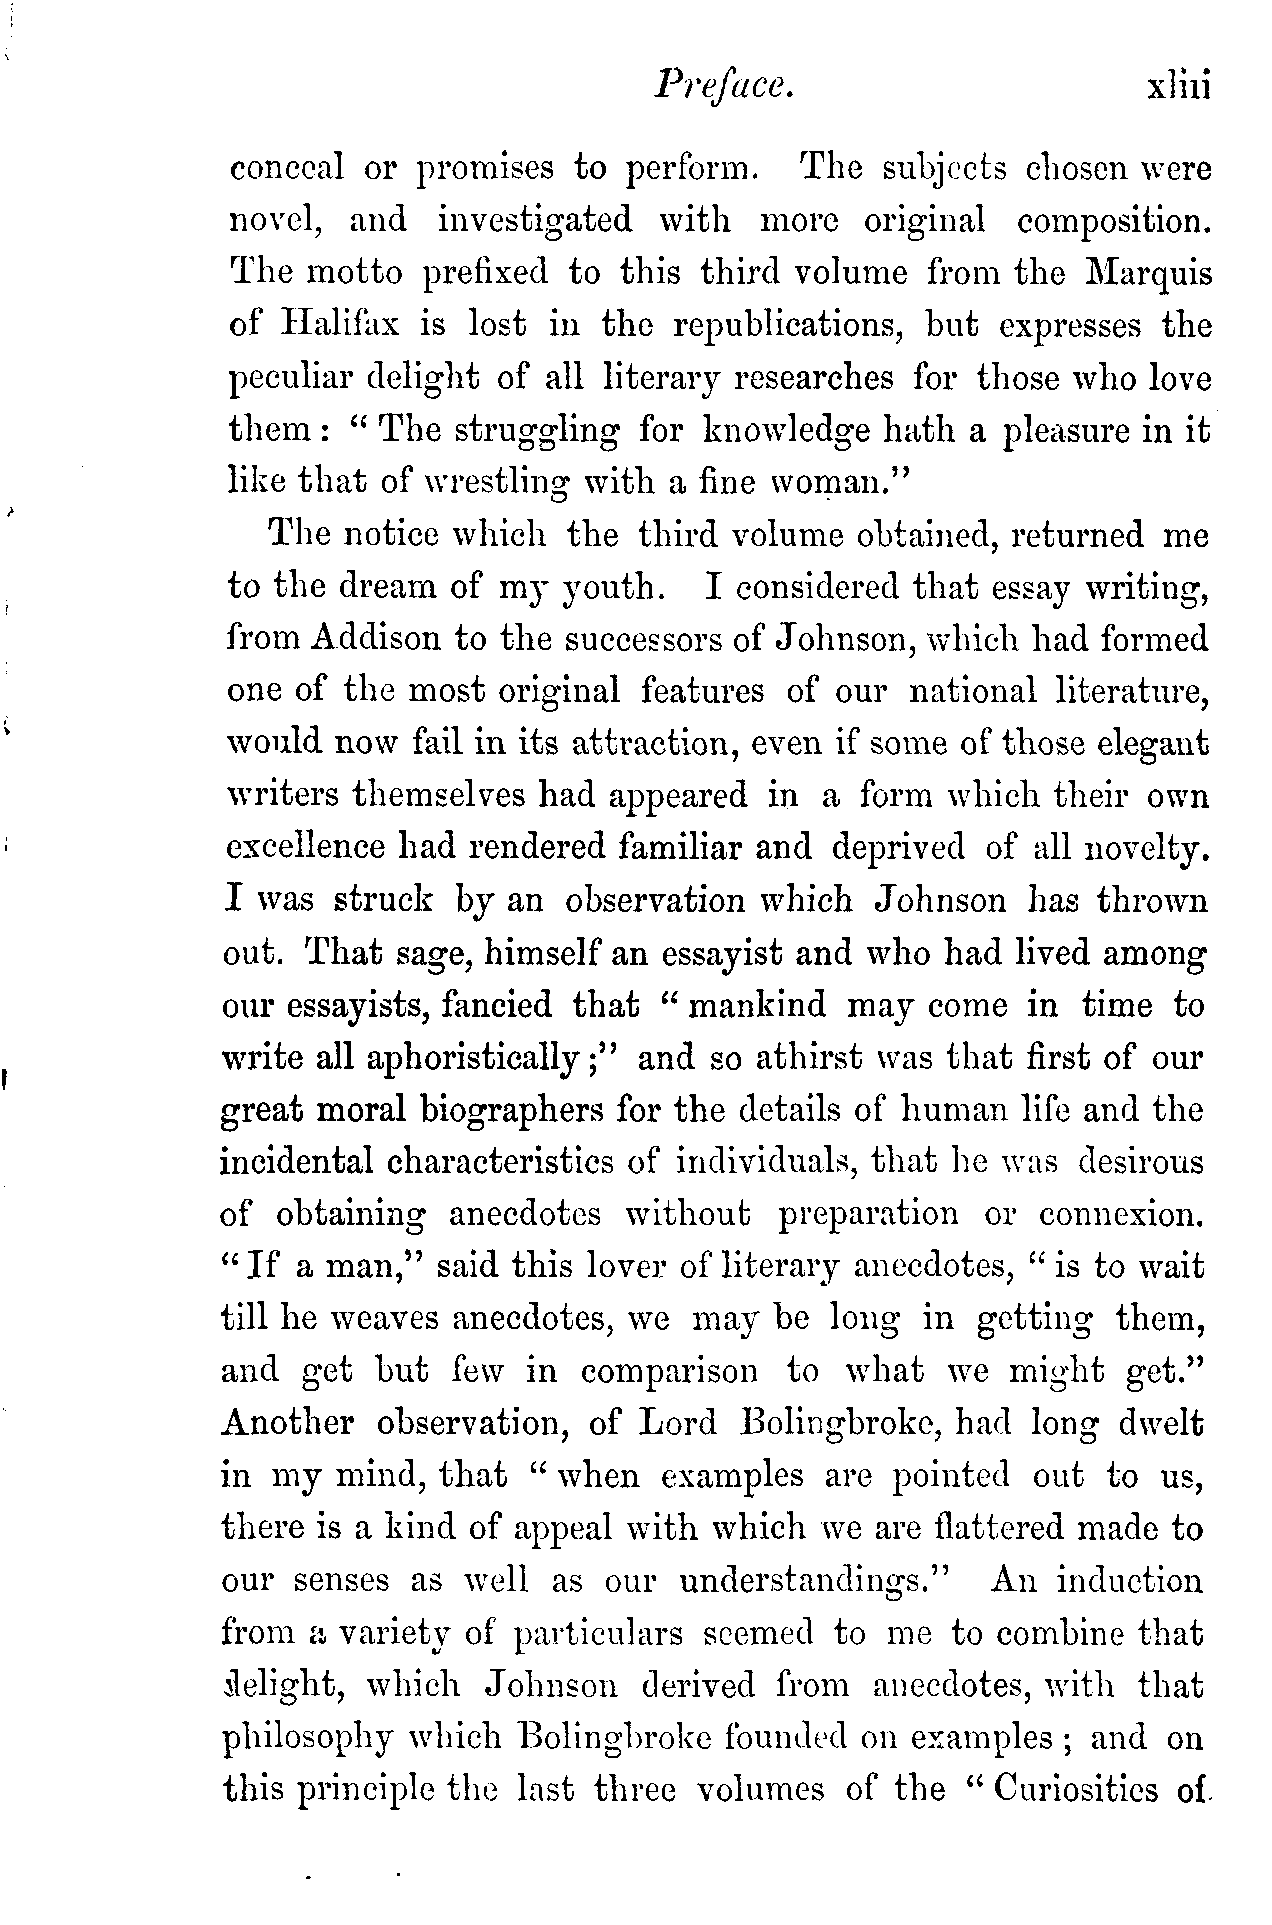 Preface. xliii
conceal or promises to perform. The subjects chosen were
novel, and investigated with more original composition.
The motto prefixed to this third volume from the Marquis
of Halifax is lost in the republications, but expresses the
peculiar delight of all literary researches for those who love
them: “ The struggling for knowledge hath a pleasure in it
like that of wrestling with a fine woman.”
The notice which the third volume obtained, returned me
to the dream of my youth. I considered that essay writing,
from Addison to the successors of Johnson, which had formed
one of the most original features of our national literature,
would now fail in its attraction, even if some of those elegant
writers themselves had appeared in a form which their own
excellence had rendered familiar and deprived of all novelty.
I was struck by an observation which Johnson has thrown
out. That sage, himself an essayist and who had lived among
our essayists, fancied that “ mankind may come in time to
write all aphoristically ;” and so athirst was that first of our
great moral biographers for the details of human life and the
incidental characteristics of individuals, that he was desirous
of obtaining anecdotes without preparation or connexion.
“ If a man,” said this lover of literary anecdotes, “ is to wait
till he weaves anecdotes, we may be long in getting them,
and get but few in comparison to what we might get.”
Another observation, of Lord Bolingbroke, had long dwelt
in my mind, that “ when examples are pointed out to us,
there is a kind of appeal with which we are flattered made to
our senses as well as our understandings.” An induction
from a variety of particulars seemed to me to combine that
delight, which Johnson derived from anecdotes, with that
philosophy which Bolingbroke founded on examples ; and on
this principle the last three volumes of the “ Curiosities of